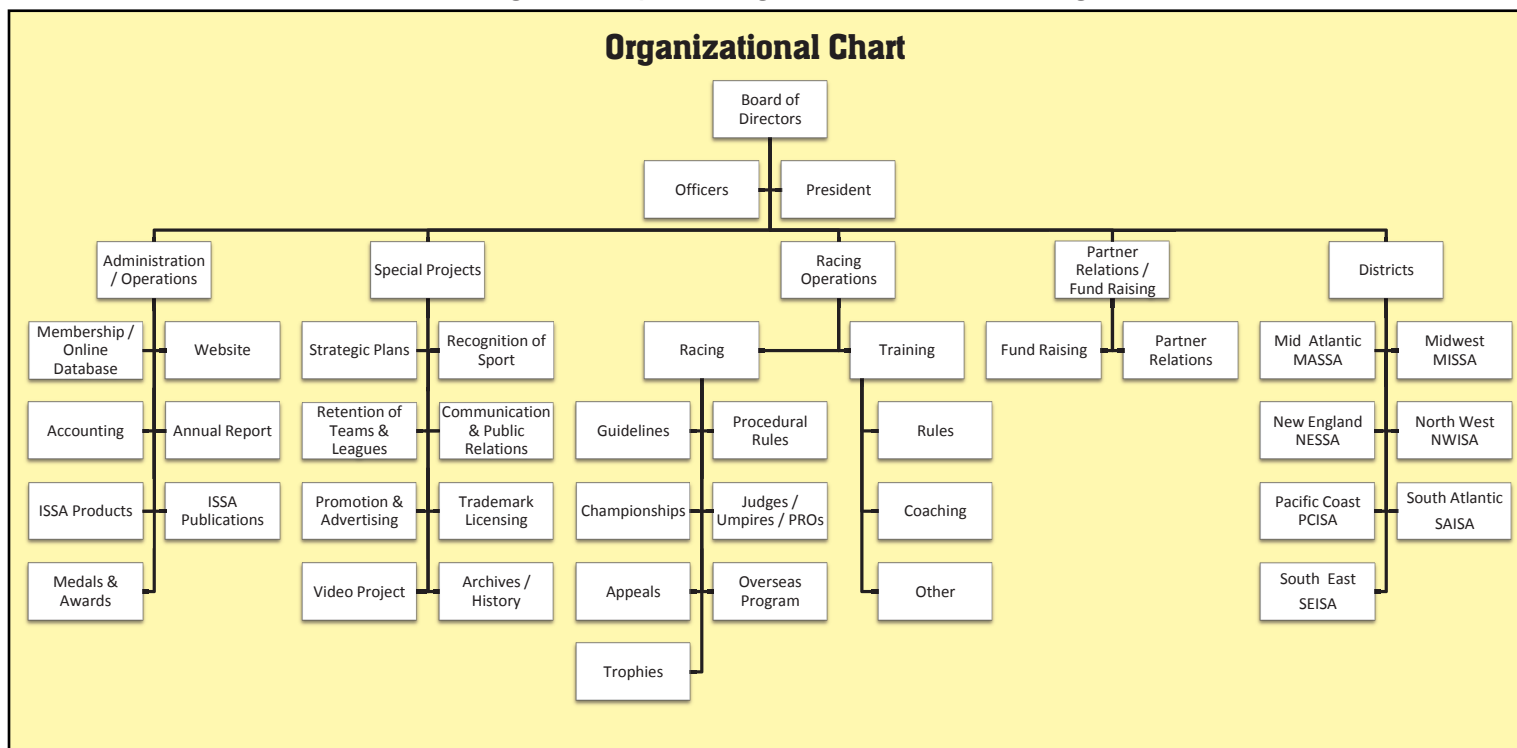 Organizational Chart
Board of
Directors
Officers
President
Administration
/ Operations
Special Projects
Racing
Operations
Partner
Relations /
Fund Raising
Districts
Membership /
Online
Database
Website
Strategic Plans
Recognition of
Sport
Racing
Training
Fund Raising
Partner
Relations
Mid Atlantic
MASSA
Midwest
MISSA
Accounting
Annual Report
Retention of
Teams &
Leagues
Communication
& Public
Relations
Guidelines
Procedural
Rules
Rules
New England
NESSA
North West
NWISA
ISSA Products
ISSA
Publications
Promotion &
Advertising
Trademark
Licensing
Championships
Judges /
Umpires / PROs
Coaching
Pacific Coast
PCISA
South Atlantic
SAISA
Medals &
Awards
Video Project
Archives /
History
Appeals
Overseas
Program
Other
South East
SEISA
Trophies